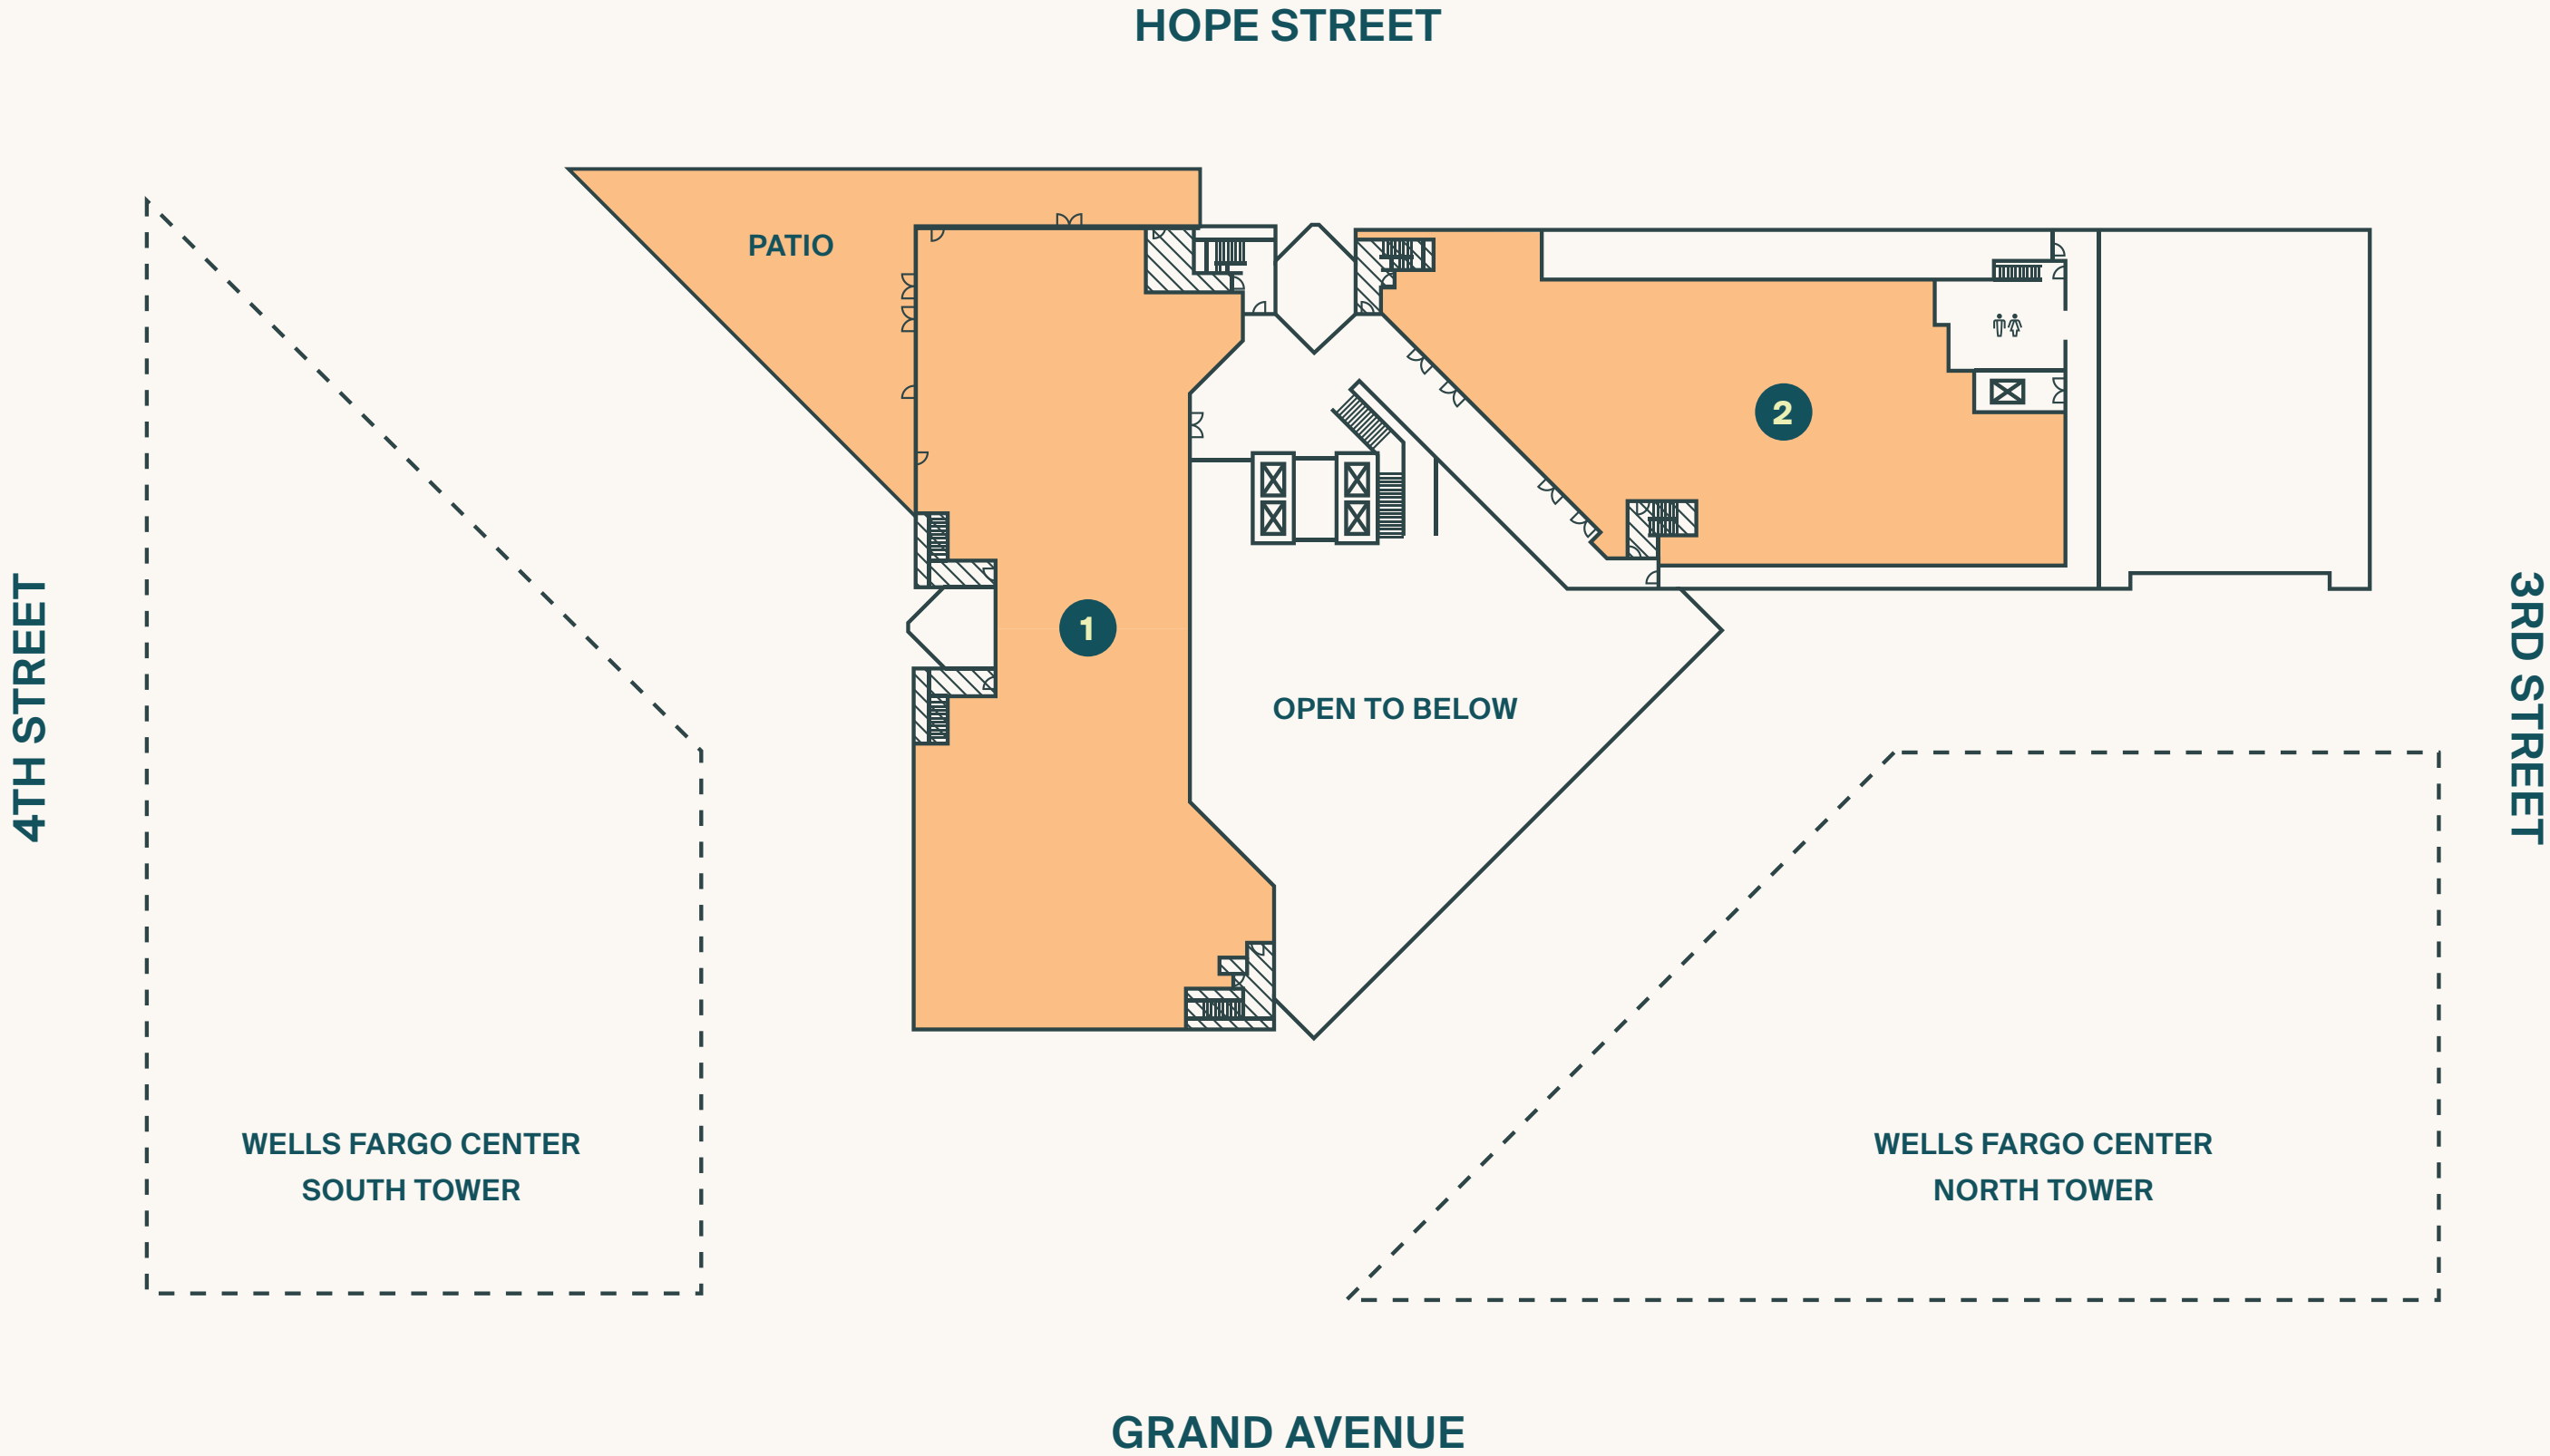 HOPE STREET
PATIO
2
1
4TH STREET
3RD STREET
OPEN TO BELOW
WELLS FARGO CENTER
SOUTH TOWER
WELLS FARGO CENTER
NORTH TOWER
GRAND AVENUE